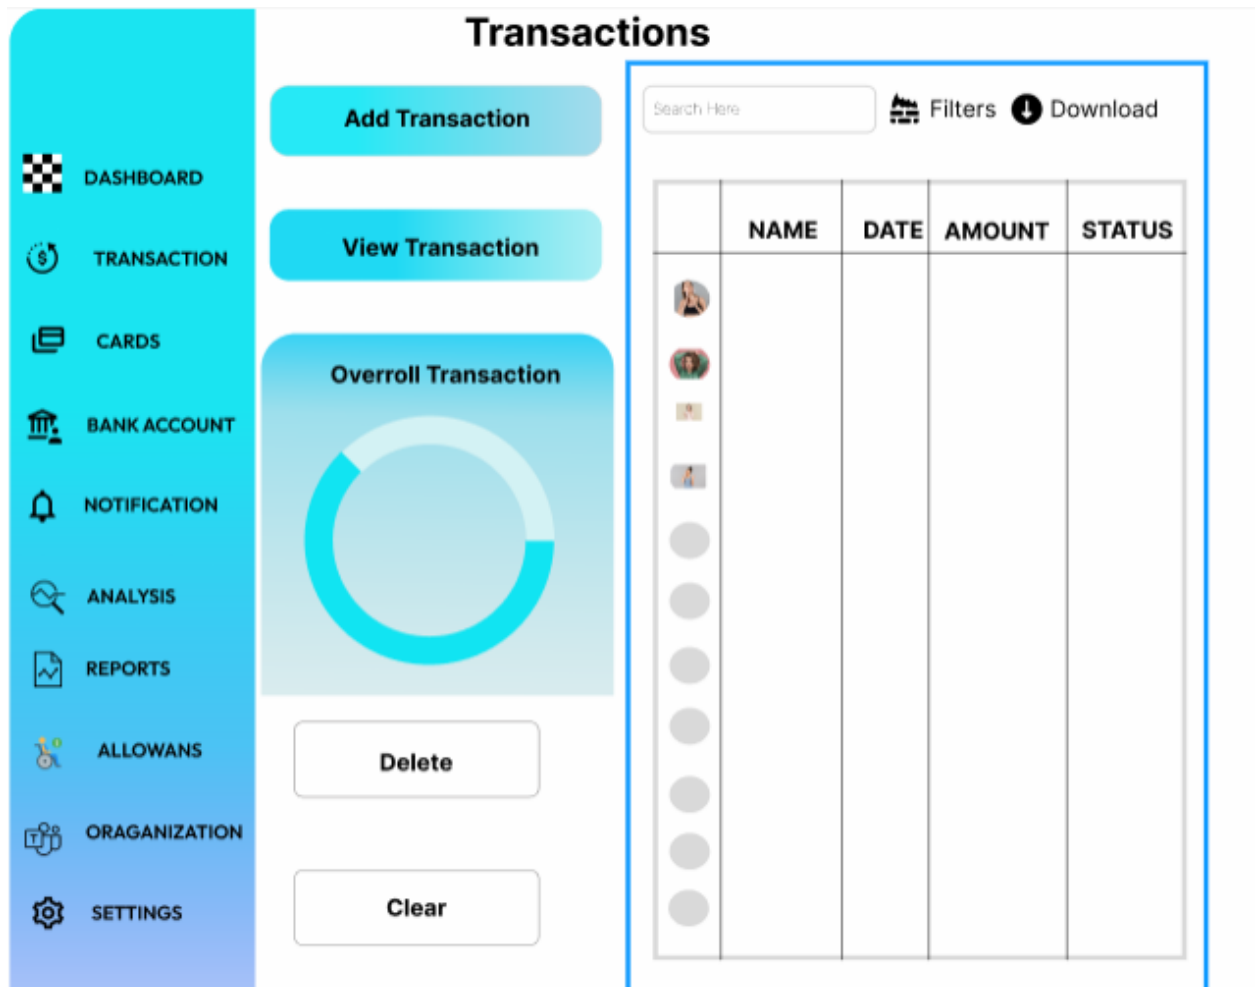 Transactions
DASHBOARD
TRANSACTION
CARDS
BANK ACCOUNT
NOTIFICATION
ANALYSIS
REPORTS
ALLOWANS
ORAGANIZATION
SETTINGS
Add Transaction
View Transaction
Overroll Transaction
Delete
Clear
Search Here
Filters
Download
NAME DATE AMOUNT STATUS